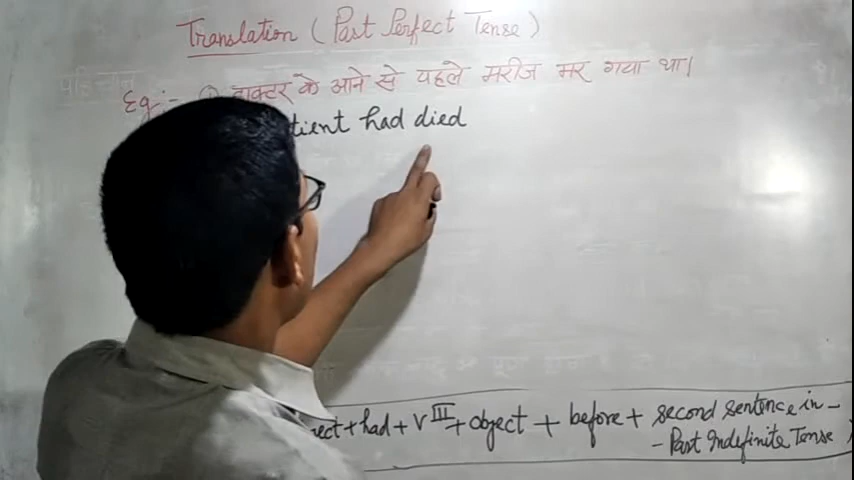 Translation (Past Perfect Tense)
Eg:- ① डाक्टर के आने से पहले मरीज मर गया था।
tient had died
ject + had + V III + object + before + second sentence in -
- Past Indefinite Tense